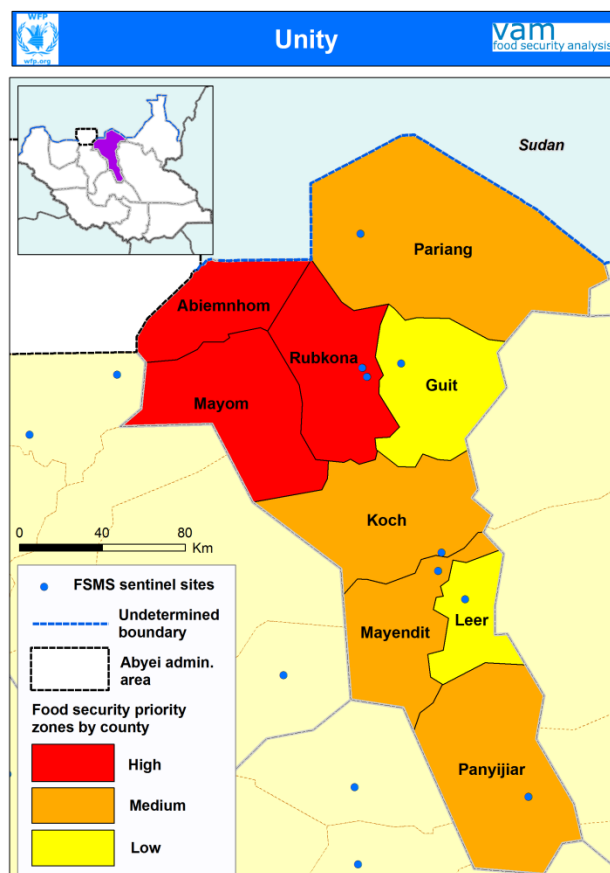 WFP
wfp.org
Unity
vam
food security analysis
Sudan
Pariang
Abiemnhom
Rubkona
Guit
Mayom
Koch
0 40 80
Km
Mayendit
Leer
Panyijiar
FSMS sentinel sites
Undetermined
boundary
Abyei admin.
area
Food security priority
zones by county
High
Medium
Low